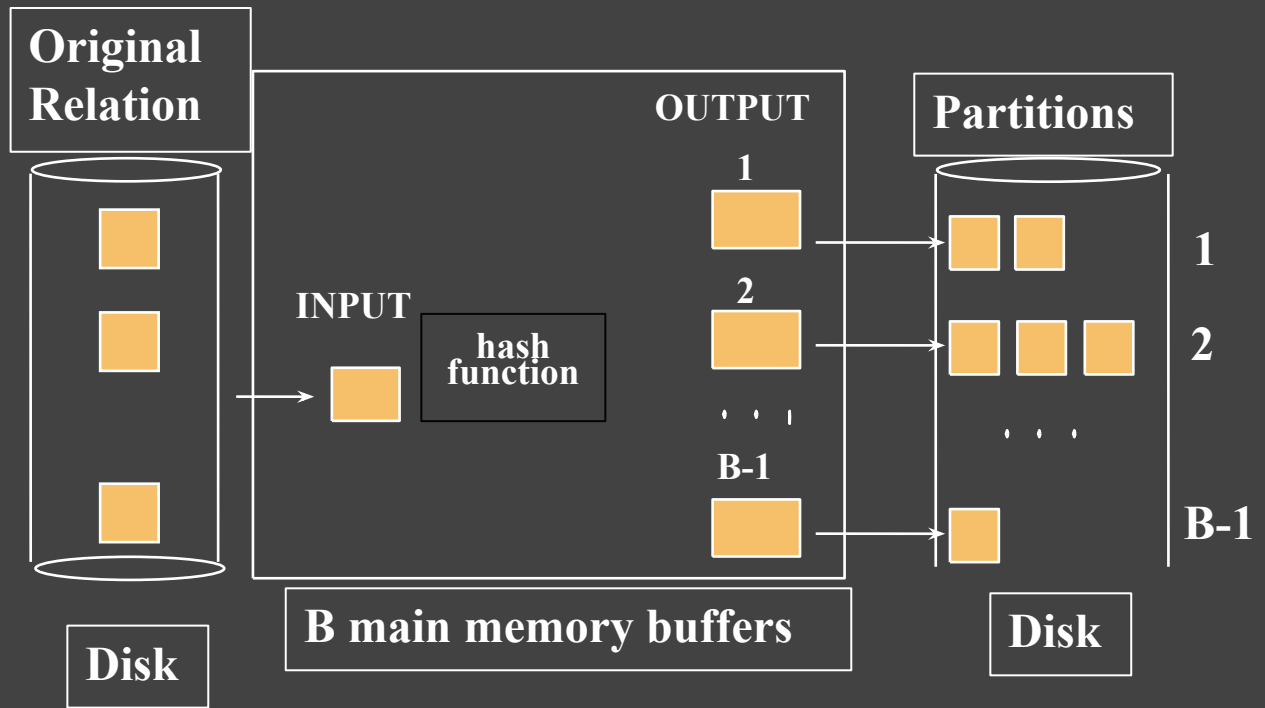 Original
Relation
OUTPUT
Partitions
1
1
INPUT
2
hash
function
2
. . .
. . .
B-1
B-1
B main memory buffers
Disk
Disk